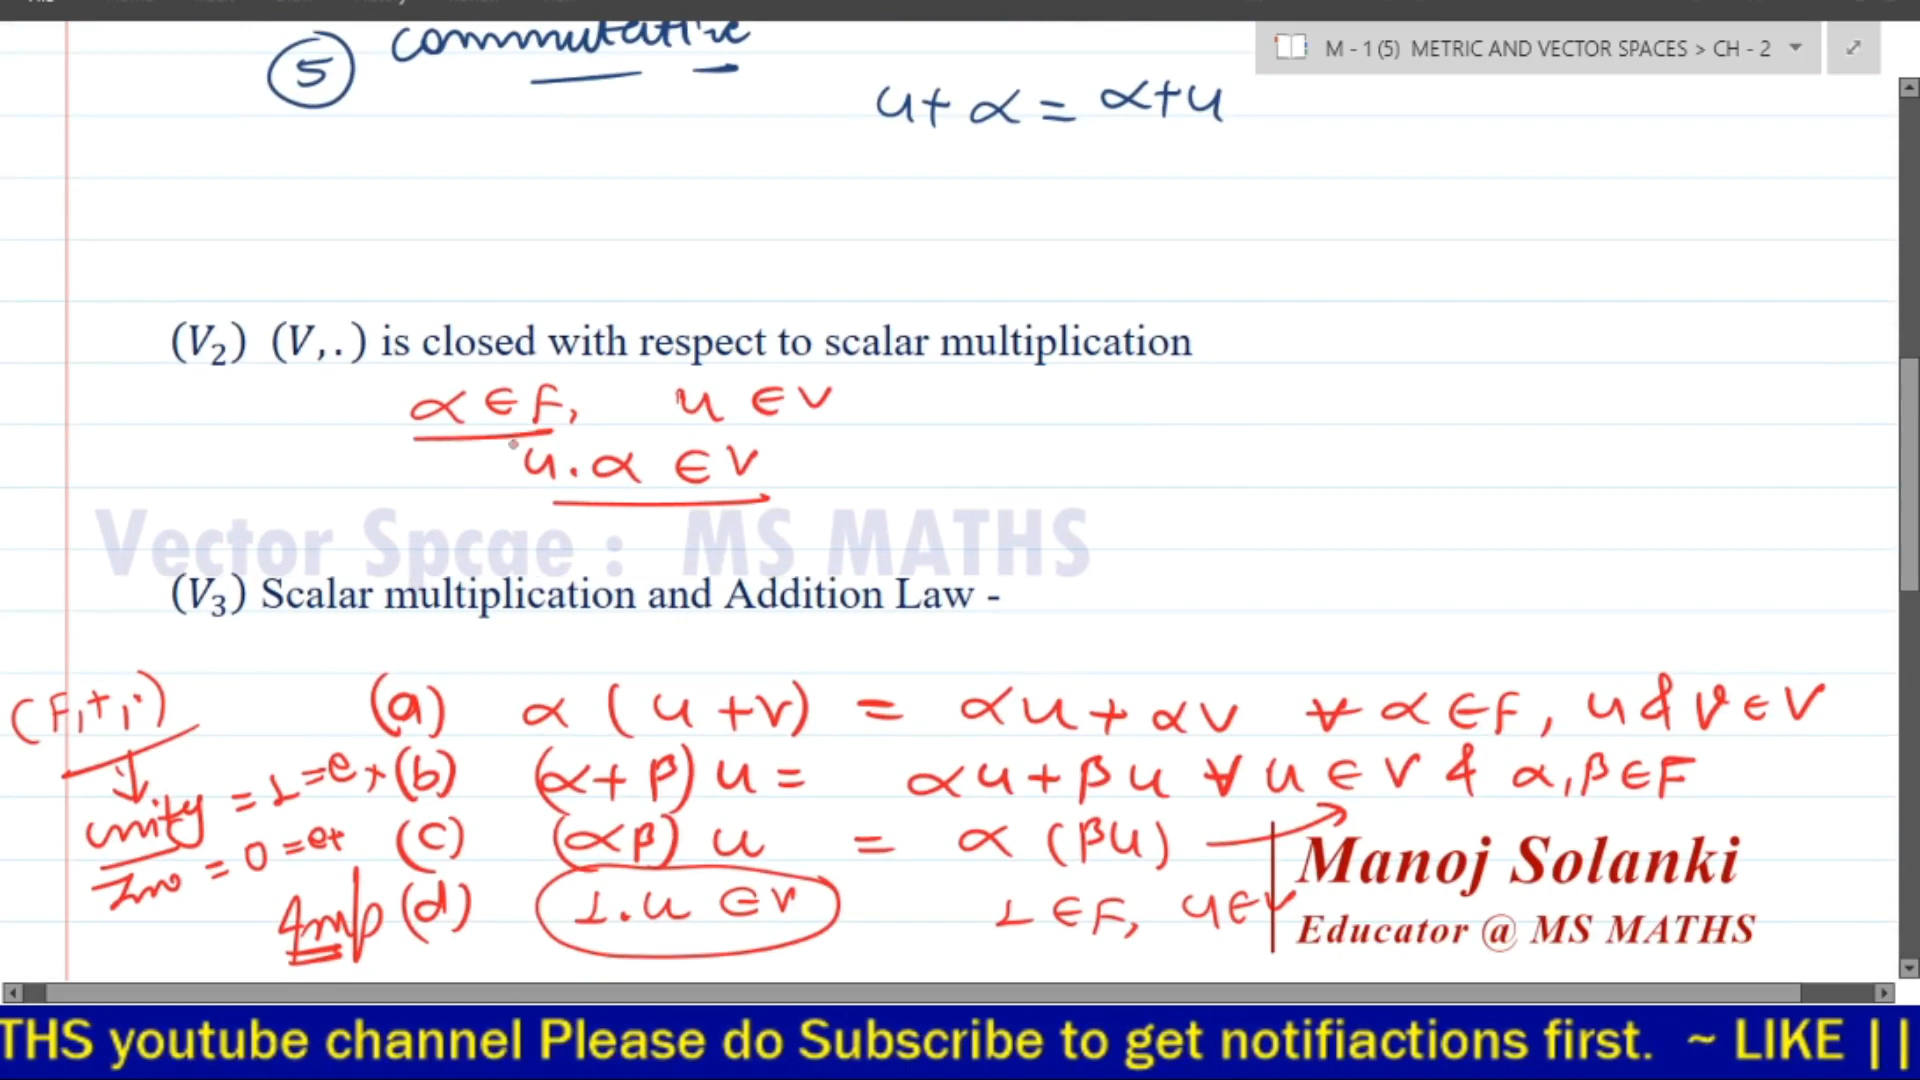 M - 1 (5) METRIC AND VECTOR SPACES > CH - 2
⑤ commutative
u + α = α + u
(V₂) (V, .) is closed with respect to scalar multiplication
α ∈ F, u ∈ V
u . α ∈ V
Vector Spcae : MS MATHS
(V₃) Scalar multiplication and Addition Law -
(F, +, ·)
(a) α (u + v) = αu + αv ∀ α ∈ F, u & v ∈ V
unity = 1 = e ×
(b) (α + β) u = αu + βu ∀ u ∈ V & α, β ∈ F
Zero = 0 = e+
(c) (αβ) u = α (βu)
Imp (d) 1 . u ∈ V 1 ∈ F, u ∈ V
Manoj Solanki
Educator @ MS MATHS
THS youtube channel Please do Subscribe to get notifiactions first. ~ LIKE ||